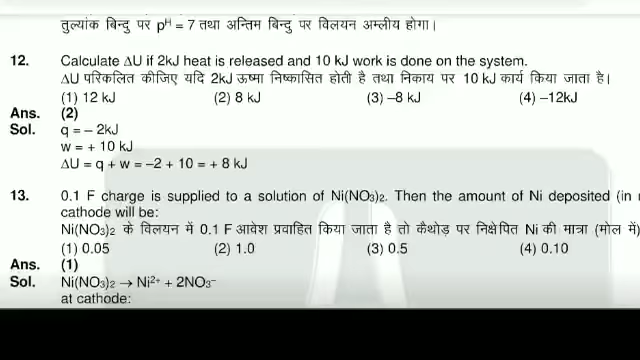 तुल्यांक बिन्दु पर pᴴ = 7 तथा अन्तिम बिन्दु पर विलयन अम्लीय होगा।
12. Calculate ΔU if 2kJ heat is released and 10 kJ work is done on the system.
ΔU परिकलित कीजिए यदि 2kJ ऊष्मा निष्कासित होती है तथा निकाय पर 10 kJ कार्य किया जाता है।
(1) 12 kJ (2) 8 kJ (3) –8 kJ (4) –12kJ
Ans. (2)
Sol. q = – 2kJ
w = + 10 kJ
ΔU = q + w = –2 + 10 = + 8 kJ
13. 0.1 F charge is supplied to a solution of Ni(NO₃)₂. Then the amount of Ni deposited (in
cathode will be:
Ni(NO₃)₂ के विलयन में 0.1 F आवेश प्रवाहित किया जाता है तो कैथोड़ पर निक्षेपित Ni की मात्रा (मोल में)
(1) 0.05 (2) 1.0 (3) 0.5 (4) 0.10
Ans. (1)
Sol. Ni(NO₃)₂ → Ni²⁺ + 2NO₃⁻
at cathode: